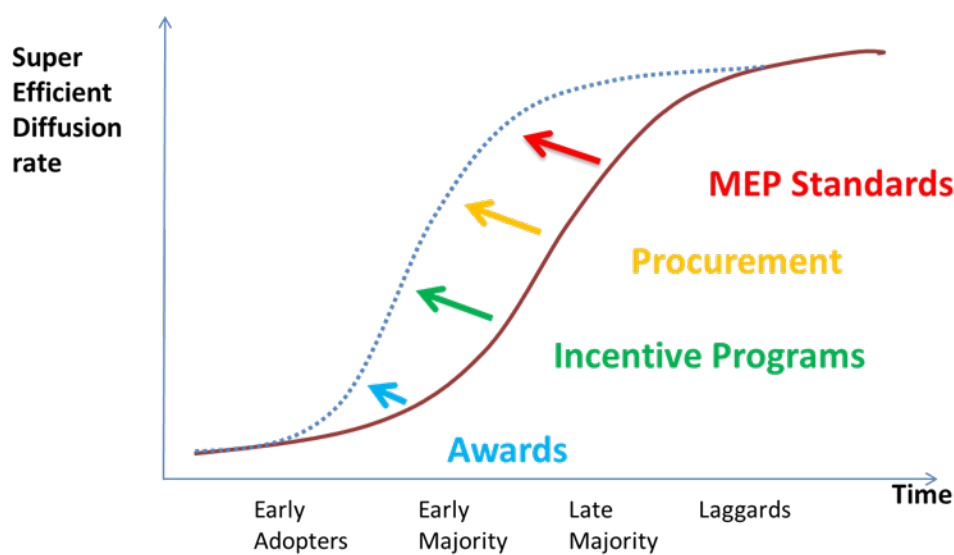 Super
Efficient
Diffusion
rate
MEP Standards
Procurement
Incentive Programs
Awards
Time
Early
Adopters
Early
Majority
Late
Majority
Laggards